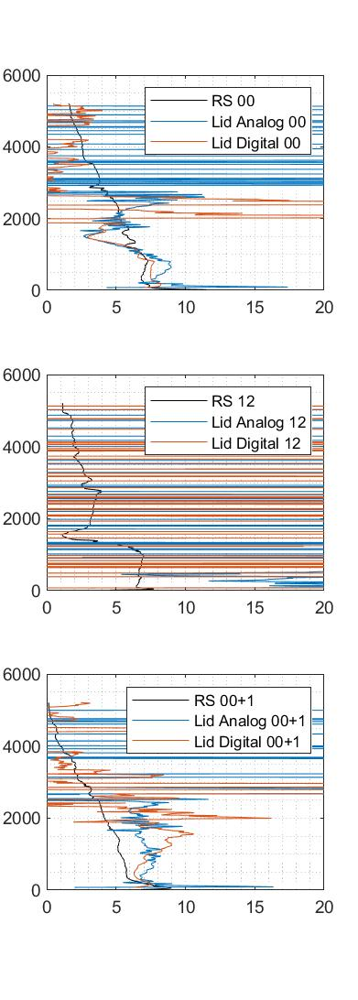 6000
4000
2000
0
0 5 10 15 20
RS 00
Lid Analog 00
Lid Digital 00
6000
4000
2000
0
0 5 10 15 20
RS 12
Lid Analog 12
Lid Digital 12
6000
4000
2000
0
0 5 10 15 20
RS 00+1
Lid Analog 00+1
Lid Digital 00+1